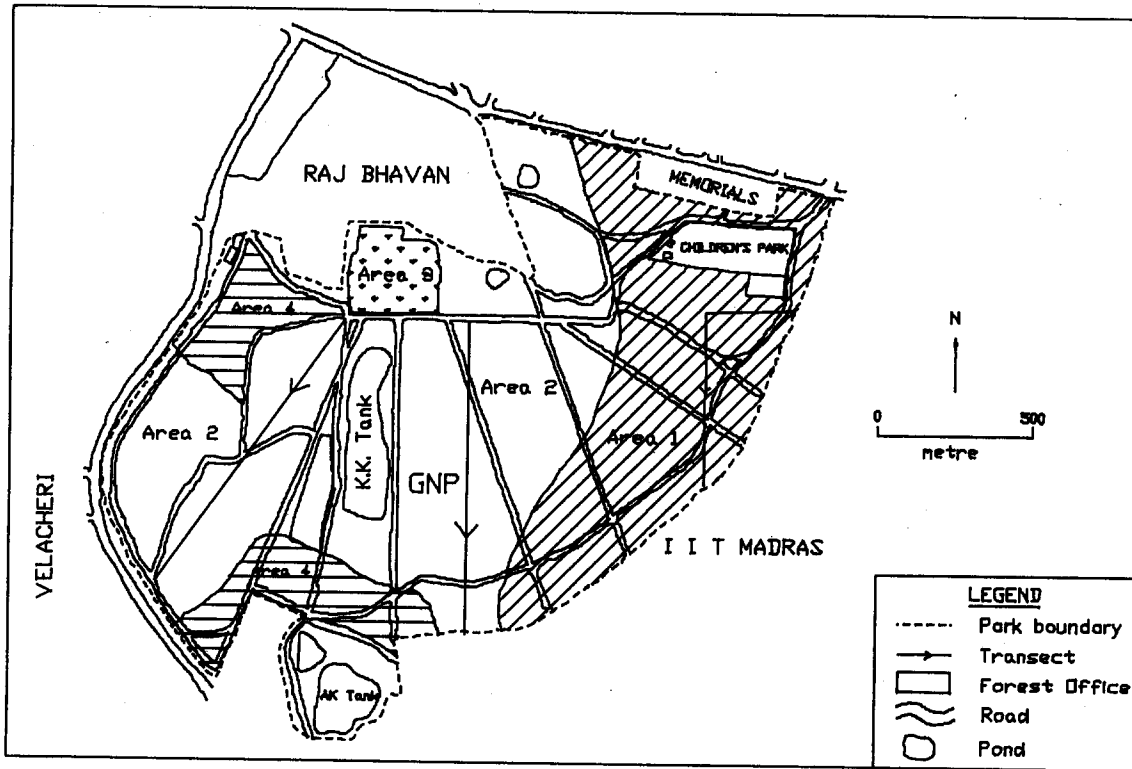 RAJ BHAVAN
MEMORIALS
CHILDREN'S PARK
Area 3
Area 4
N
Area 2
Area 2
0 500
metre
Area 1
K.K. Tank
GNP
VELACHERI
I I T MADRAS
Area 4
AK Tank
LEGEND
Park boundary
Transect
Forest Office
Road
Pond